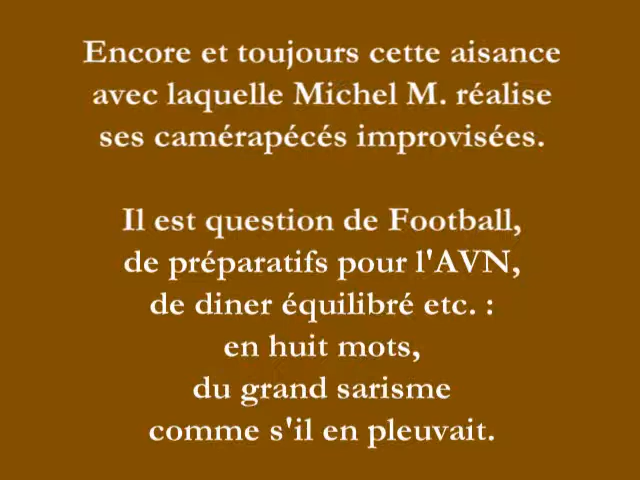 Encore et toujours cette aisance
avec laquelle Michel M. réalise
ses camérapécés improvisées.
Il est question de Football,
de préparatifs pour l'AVN,
de diner équilibré etc. :
en huit mots,
du grand sarisme
comme s'il en pleuvait.